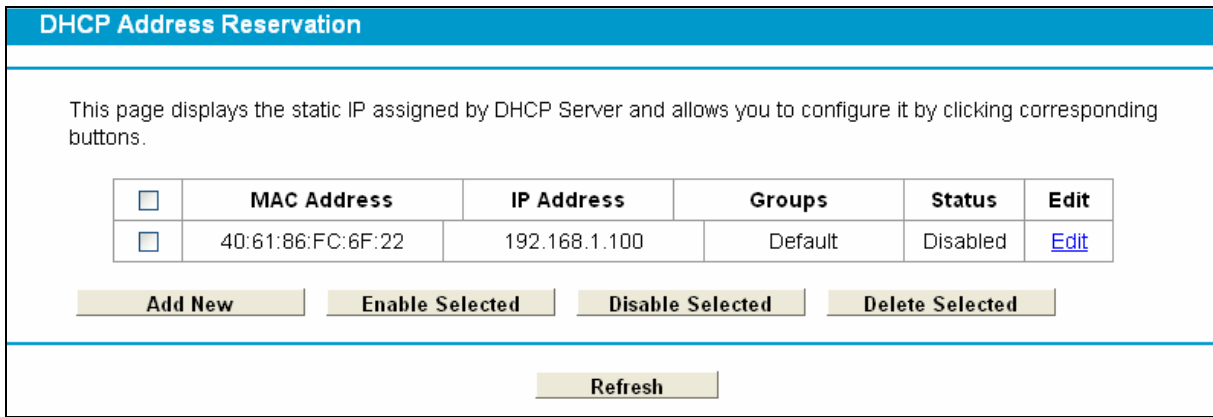 DHCP Address Reservation
This page displays the static IP assigned by DHCP Server and allows you to configure it by clicking corresponding
buttons.
MAC Address IP Address Groups Status Edit
40:61:86:FC:6F:22 192.168.1.100 Default Disabled Edit
Add New Enable Selected Disable Selected Delete Selected
Refresh